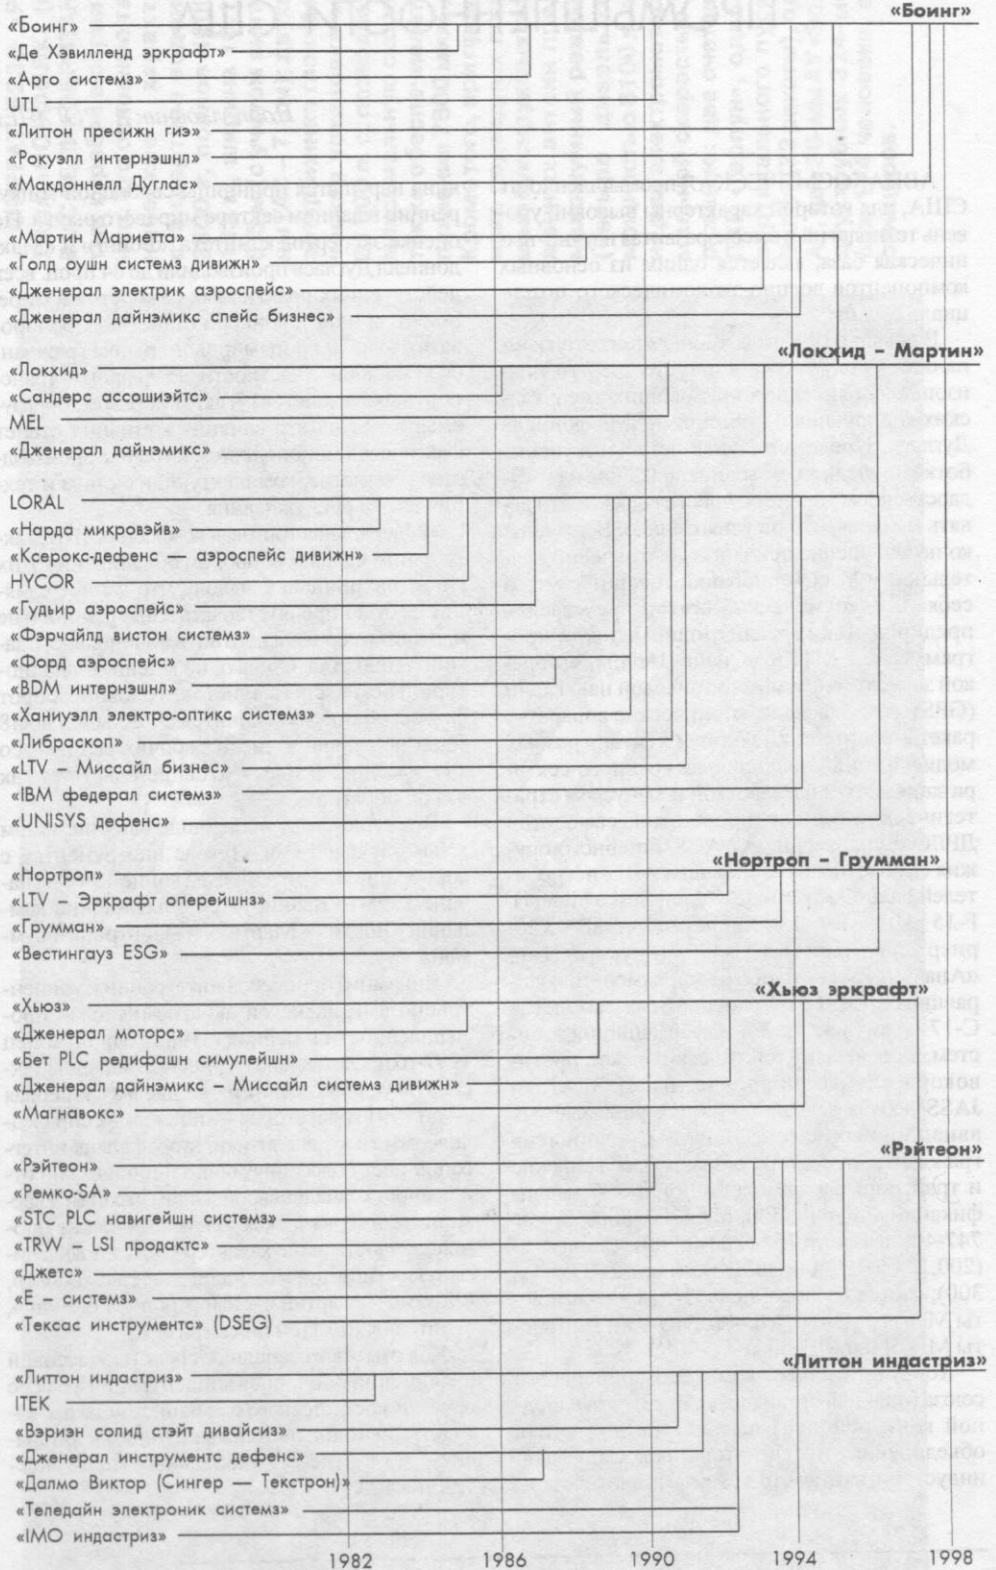 «Боинг»
«Боинг»
«Де Хэвилленд эркрафт»
«Арго системз»
UTL
«Литтон пресижн гиэ»
«Рокуэлл интернэшнл»
«Макдоннелл Дуглас»
«Мартин Мариетта»
«Голд оушн системз дивижн»
«Дженерал электрик аэроспейс»
«Дженерал дайнэмикс спейс бизнес»
«Локхид – Мартин»
«Локхид»
«Сандерс ассошиэйтс»
MEL
«Дженерал дайнэмикс»
LORAL
«Нарда микровэйв»
«Ксерокс-дефенс — аэроспейс дивижн»
HYCOR
«Гудьир аэроспейс»
«Фэрчайлд вистон системз»
«Форд аэроспейс»
«BDM интернэшнл»
«Ханиуэлл электро-оптикс системз»
«Либраскоп»
«LTV – Миссайл бизнес»
«IBM федерал системз»
«UNISYS дефенс»
«Нортроп – Грумман»
«Нортроп»
«LTV – Эркрафт оперейшнз»
«Грумман»
«Вестингауз ESG»
«Хьюз эркрафт»
«Хьюз»
«Дженерал моторс»
«Бет PLC редифашн симулейшн»
«Дженерал дайнэмикс – Миссайл системз дивижн»
«Магнавокс»
«Рэйтеон»
«Рэйтеон»
«Ремко-SA»
«STC PLC навигейшн системз»
«TRW – LSI продактс»
«Джетс»
«Е – системз»
«Тексас инструментс» (DSEG)
«Литтон индастриз»
«Литтон индастриз»
ITEK
«Вэриэн солид стэйт дивайсиз»
«Дженерал инструментс дефенс»
«Далмо Виктор (Сингер — Текстрон)»
«Теледайн электроник системз»
«IMO индастриз»
1982 1986 1990 1994 1998